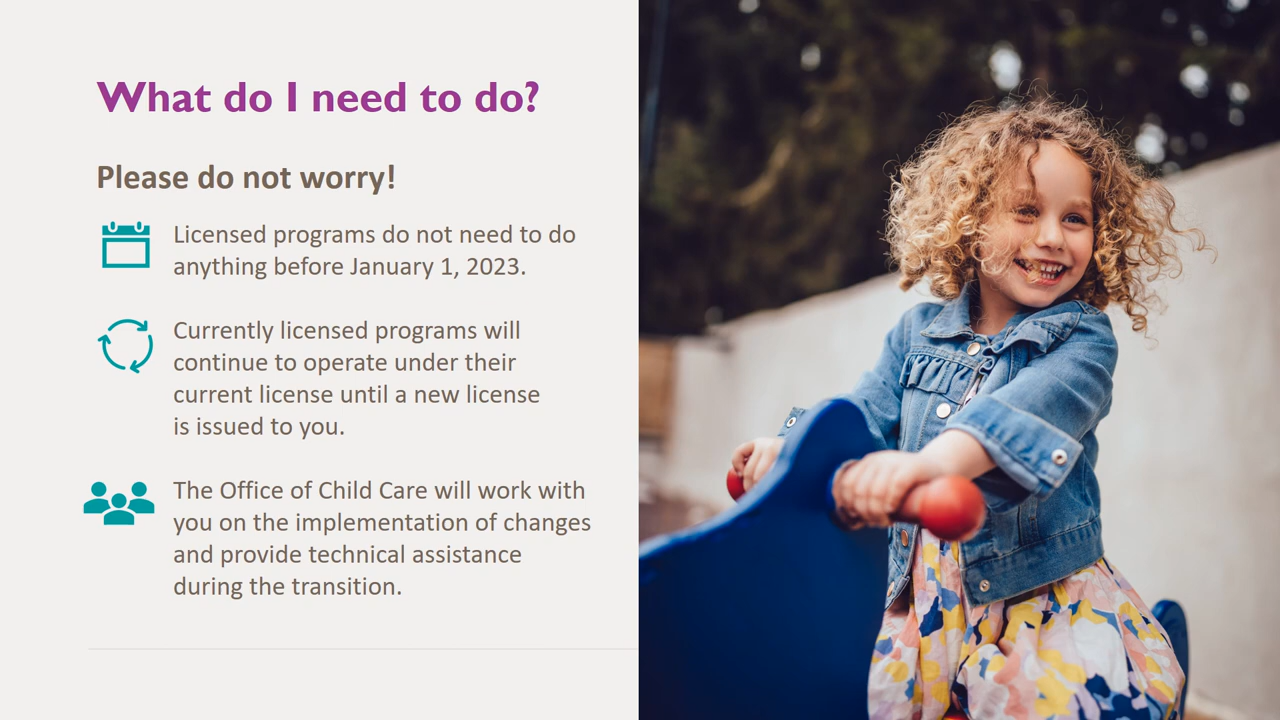 What do I need to do?
Please do not worry!
Licensed programs do not need to do
anything before January 1, 2023.
Currently licensed programs will
continue to operate under their
current license until a new license
is issued to you.
The Office of Child Care will work with
you on the implementation of changes
and provide technical assistance
during the transition.